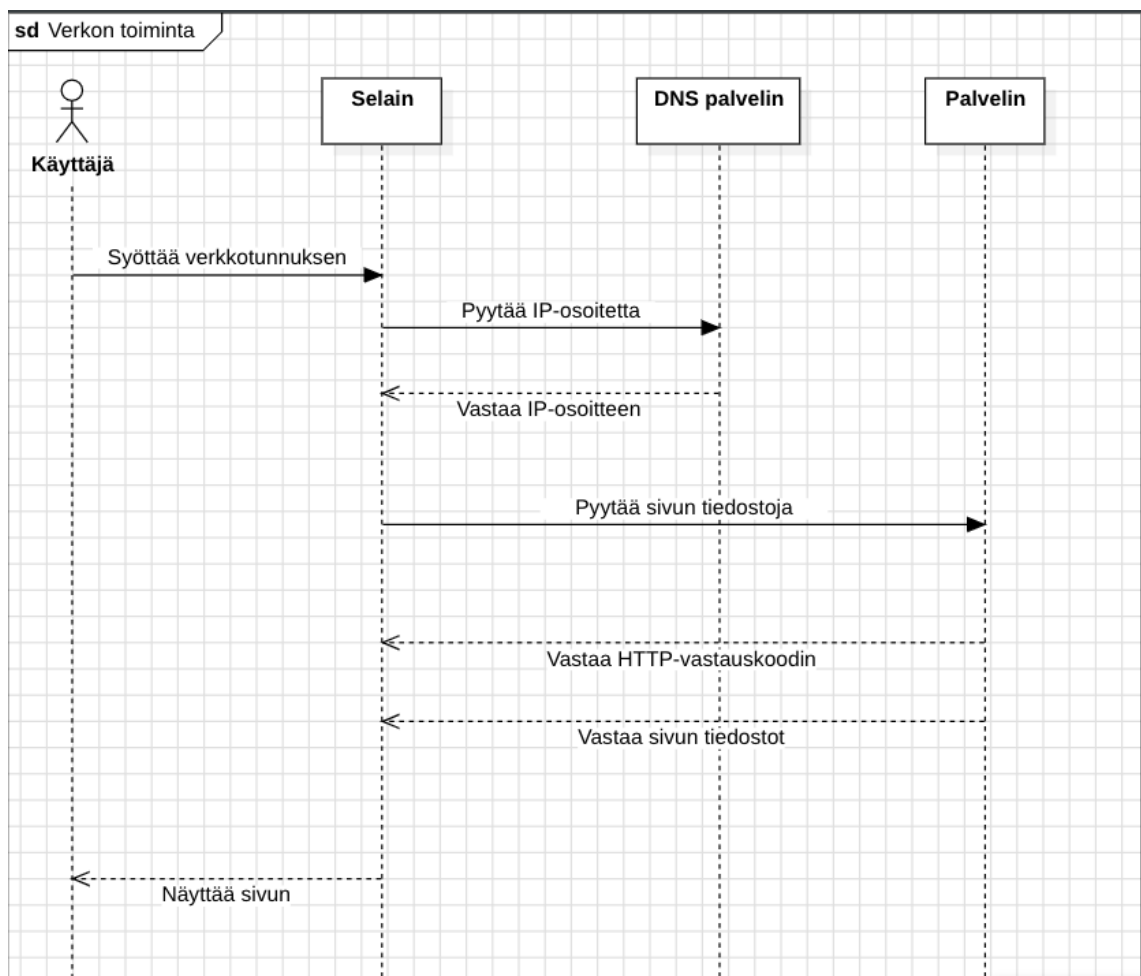 sd Verkon toiminta
Käyttäjä
Selain
DNS palvelin
Palvelin
Syöttää verkkotunnuksen
Pyytää IP-osoitetta
Vastaa IP-osoitteen
Pyytää sivun tiedostoja
Vastaa HTTP-vastauskoodin
Vastaa sivun tiedostot
Näyttää sivun